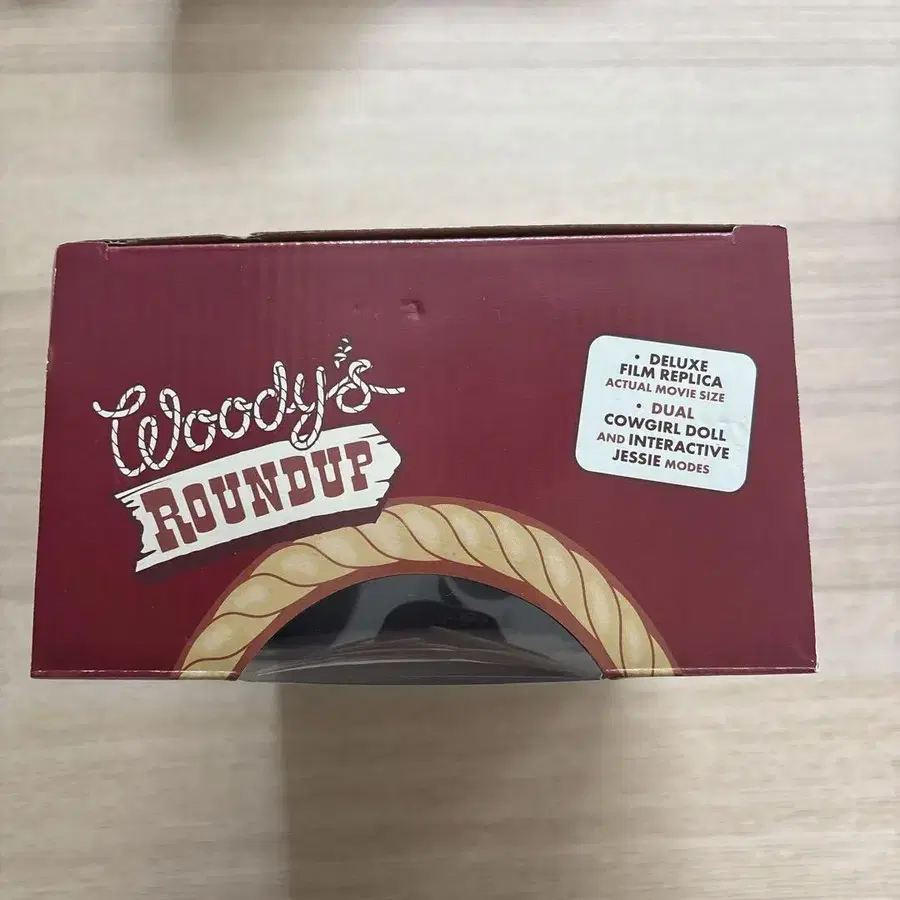 Woody's
ROUNDUP
• DELUXE
FILM REPLICA
ACTUAL MOVIE SIZE
• DUAL
COWGIRL DOLL
AND INTERACTIVE
JESSIE MODES